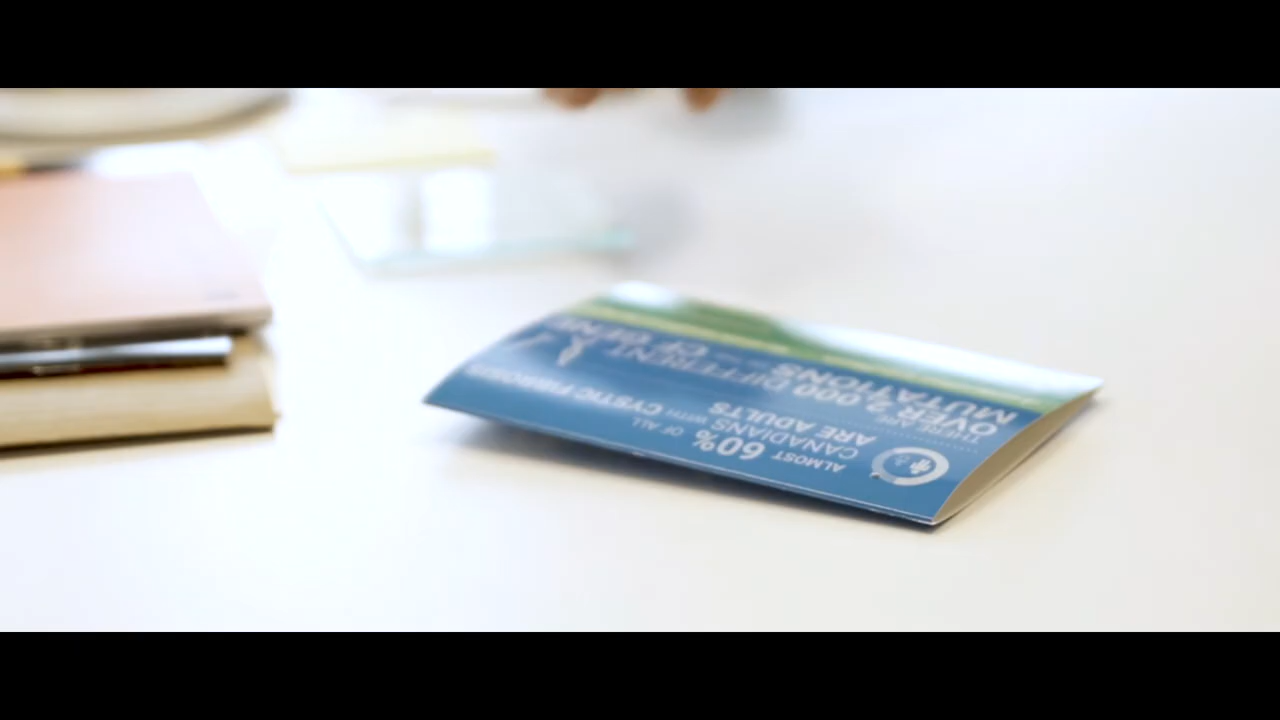 ALMOST 60% OF ALL
CANADIANS WITH CYSTIC FIBROSIS
ARE ADULTS
THERE ARE
OVER 2,000 DIFFERENT
MUTATIONS